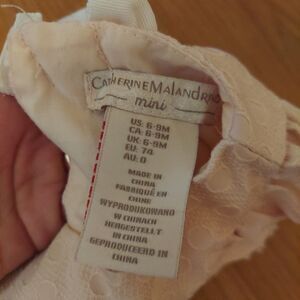 CATHERINE MALANDRINO
mini
US: 6-9M
CA: 6-9M
UK: 6-9M
EU: 74
AU: 0
MADE IN
CHINA
FABRIQUÉ EN
CHINE
WYPRODUKOWANO
W CHINACH
HERGESTELLT
IN CHINA
GEPRODUCEERD IN
CHINA